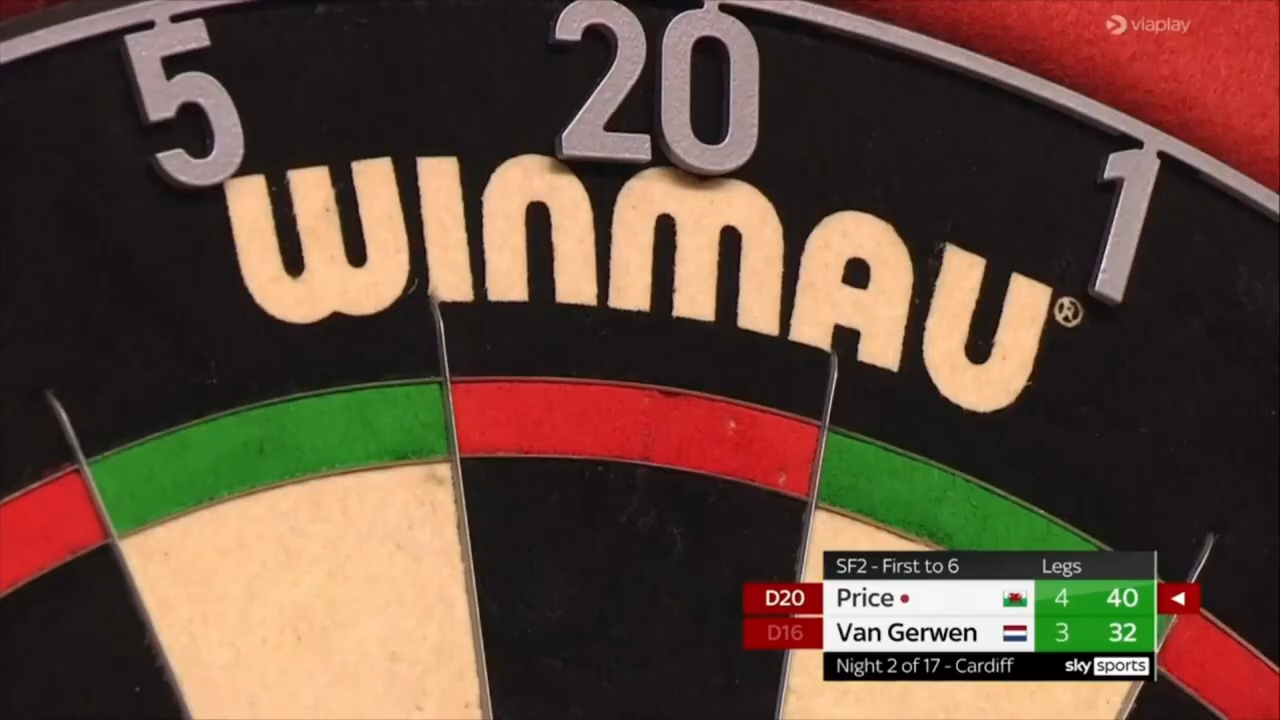 viaplay
5 20 1
WINMAU®
SF2 - First to 6 Legs
D20 Price 4 40
D16 Van Gerwen 3 32
Night 2 of 17 - Cardiff sky sports